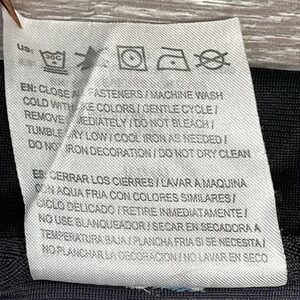 US:
30C
EN: CLOSE ALL FASTENERS / MACHINE WASH
COLD WITH LIKE COLORS / GENTLE CYCLE /
REMOVE IMMEDIATELY / DO NOT BLEACH /
TUMBLE DRY LOW / COOL IRON AS NEEDED /
DO NOT IRON DECORATION / DO NOT DRY CLEAN
ES: CERRAR LOS CIERRES / LAVAR A MAQUINA
CON AQUA FRIA CON COLORES SIMILARES /
CICLO DELICADO / RETIRE INMEDIATAMENTE /
NO USE BLANQUEADOR / SECAR EN SECADORA A
TEMPERATURA BAJA / PLANCHA FRIA SI SE NECESITA /
NO PLANCHAR LA DECORACION / NO LAVAR EN SECO